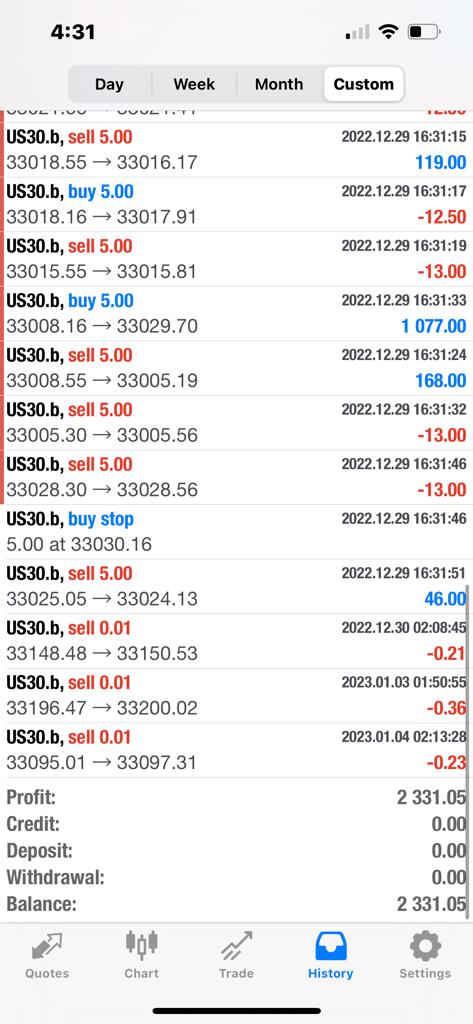 4:31
Day Week Month Custom
US30.b, sell 5.00 2022.12.29 16:31:15
33018.55 → 33016.17 119.00
US30.b, buy 5.00 2022.12.29 16:31:17
33018.16 → 33017.91 -12.50
US30.b, sell 5.00 2022.12.29 16:31:19
33015.55 → 33015.81 -13.00
US30.b, buy 5.00 2022.12.29 16:31:33
33008.16 → 33029.70 1 077.00
US30.b, sell 5.00 2022.12.29 16:31:24
33008.55 → 33005.19 168.00
US30.b, sell 5.00 2022.12.29 16:31:32
33005.30 → 33005.56 -13.00
US30.b, sell 5.00 2022.12.29 16:31:46
33028.30 → 33028.56 -13.00
US30.b, buy stop 2022.12.29 16:31:46
5.00 at 33030.16
US30.b, sell 5.00 2022.12.29 16:31:51
33025.05 → 33024.13 46.00
US30.b, sell 0.01 2022.12.30 02:08:45
33148.48 → 33150.53 -0.21
US30.b, sell 0.01 2023.01.03 01:50:55
33196.47 → 33200.02 -0.36
US30.b, sell 0.01 2023.01.04 02:13:28
33095.01 → 33097.31 -0.23
Profit: 2 331.05
Credit: 0.00
Deposit: 0.00
Withdrawal: 0.00
Balance: 2 331.05
Quotes Chart Trade History Settings